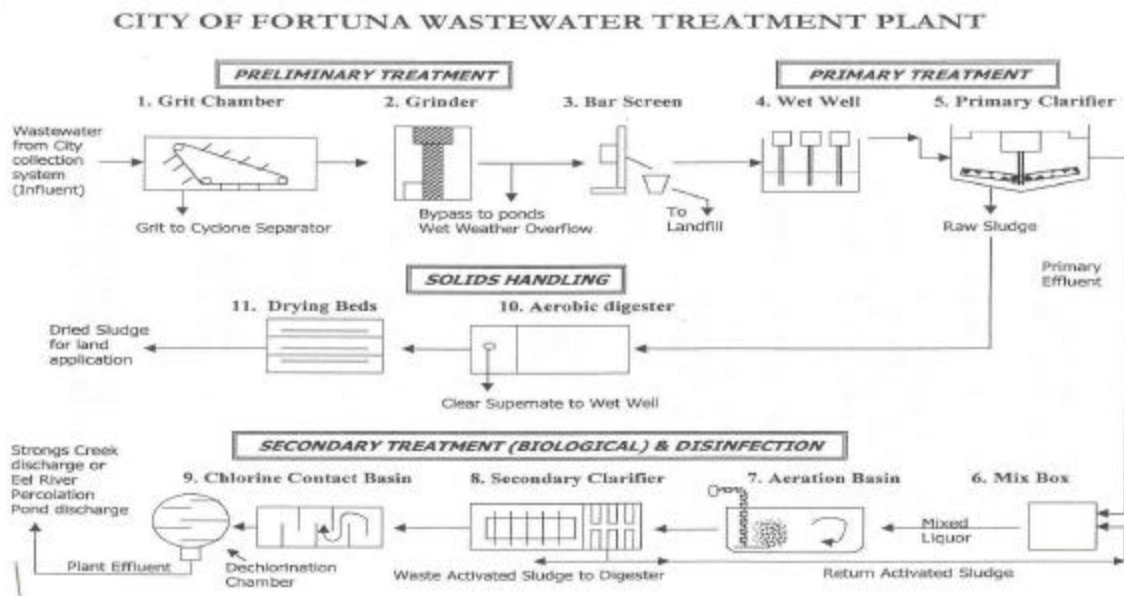 CITY OF FORTUNA WASTEWATER TREATMENT PLANT
PRELIMINARY TREATMENT
PRIMARY TREATMENT
1. Grit Chamber
2. Grinder
3. Bar Screen
4. Wet Well
5. Primary Clarifier
Wastewater
from City
collection
system
(Influent)
Grit to Cyclone Separator
Bypass to ponds
Wet Weather Overflow
To
Landfill
Raw Sludge
Primary
Effluent
SOLIDS HANDLING
11. Drying Beds
10. Aerobic digester
Dried Sludge
for land
application
Clear Supernate to Wet Well
SECONDARY TREATMENT (BIOLOGICAL) & DISINFECTION
Strongs Creek
discharge or
Eel River
Percolation
Pond discharge
9. Chlorine Contact Basin
8. Secondary Clarifier
7. Aeration Basin
6. Mix Box
Mixed
Liquor
Plant Effluent
Dechlorination
Chamber
Waste Activated Sludge to Digester
Return Activated Sludge